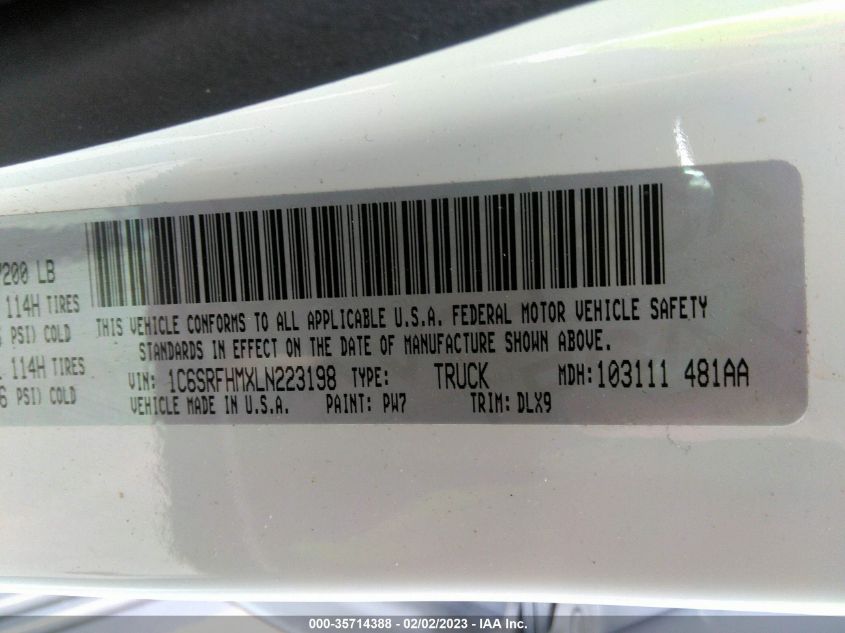 7200 LB
114H TIRES
PSI) COLD
114H TIRES
PSI) COLD
THIS VEHICLE CONFORMS TO ALL APPLICABLE U.S.A. FEDERAL MOTOR VEHICLE SAFETY
STANDARDS IN EFFECT ON THE DATE OF MANUFACTURE SHOWN ABOVE.
VIN: 1C6SRFHMXLN223198 TYPE: TRUCK MDH: 103111 481AA
VEHICLE MADE IN U.S.A. PAINT: PW7 TRIM: DLX9
000-35714388 - 02/02/2023 - IAA Inc.